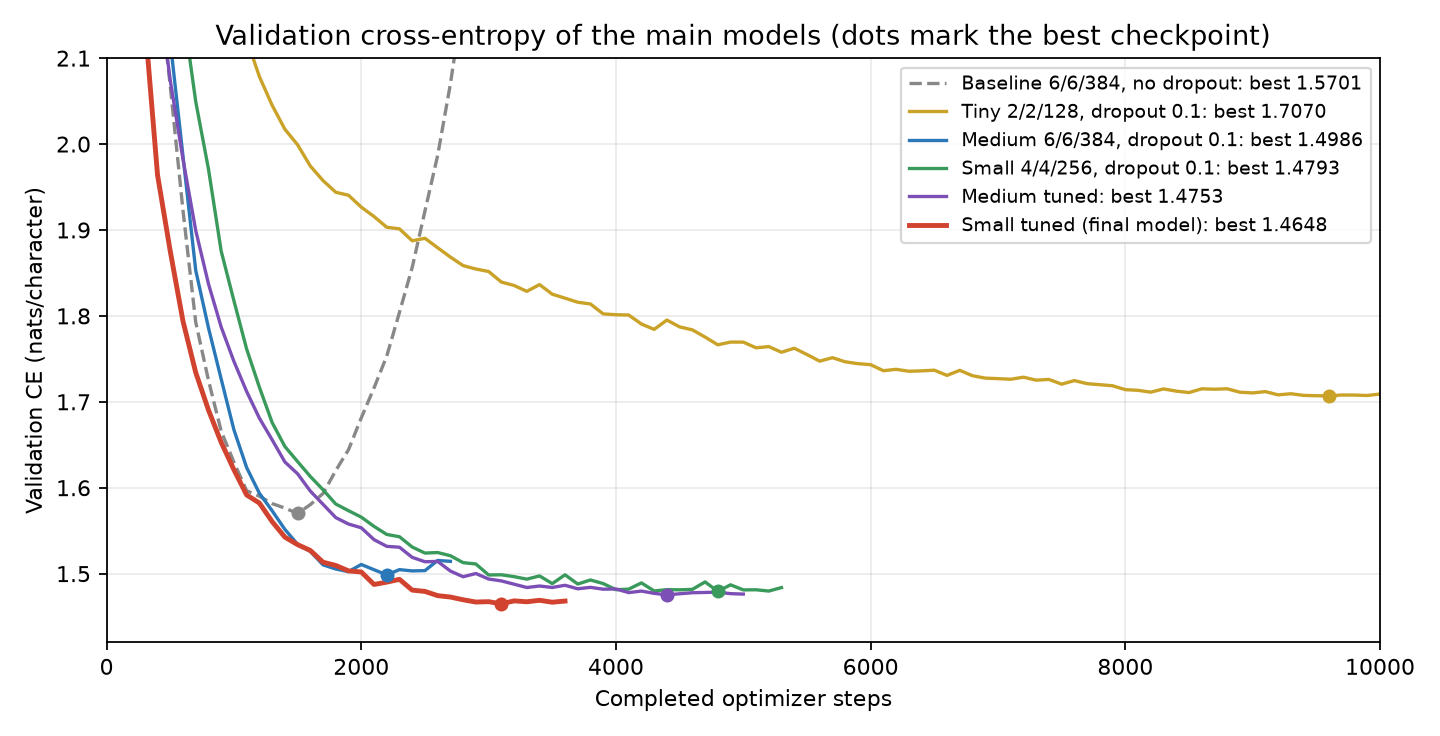 Validation cross-entropy of the main models (dots mark the best checkpoint)
Baseline 6/6/384, no dropout: best 1.5701
Tiny 2/2/128, dropout 0.1: best 1.7070
Medium 6/6/384, dropout 0.1: best 1.4986
Small 4/4/256, dropout 0.1: best 1.4793
Medium tuned: best 1.4753
Small tuned (final model): best 1.4648
Validation CE (nats/character)
2.1
2.0
1.9
1.8
1.7
1.6
1.5
0 2000 4000 6000 8000 10000
Completed optimizer steps